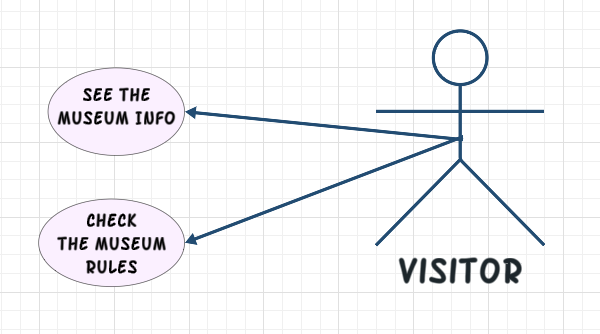 SEE THE
MUSEUM INFO
CHECK
THE MUSEUM
RULES
VISITOR